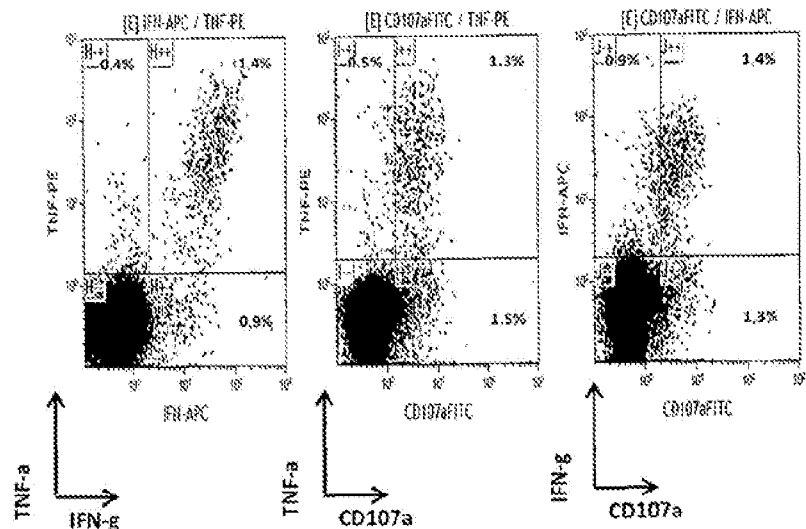 [E] IFN-APC / TNF-PE
H-+
0.4%
H++
1.4%
0.9%
TNF-PE
IFN-APC
TNF-a
IFN-g
[E] CD107aFITC / TNF-PE
0.5%
I++
1.3%
1.5%
TNF-PE
CD107aFITC
TNF-a
CD107a
[E] CD107aFITC / IFN-APC
J-+
0.9%
J++
1.4%
1,3%
IFN-APC
CD107aFITC
IFN-g
CD107a